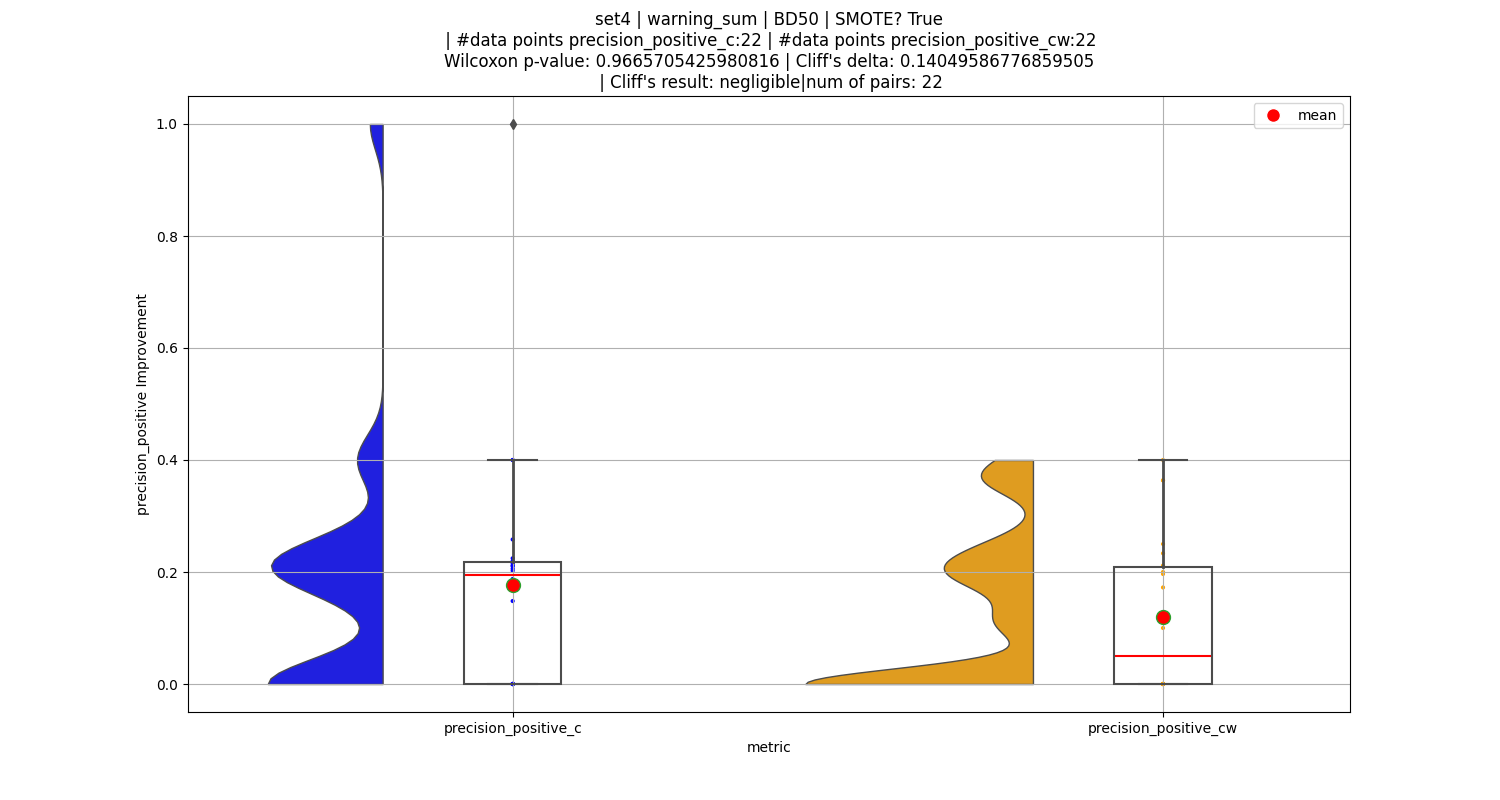 set4 | warning_sum | BD50 | SMOTE? True
| #data points precision_positive_c:22 | #data points precision_positive_cw:22
Wilcoxon p-value: 0.9665705425980816 | Cliff's delta: 0.14049586776859505
| Cliff's result: negligible|num of pairs: 22
mean
precision_positive Improvement
1.0
0.8
0.6
0.4
0.2
0.0
precision_positive_c
precision_positive_cw
metric